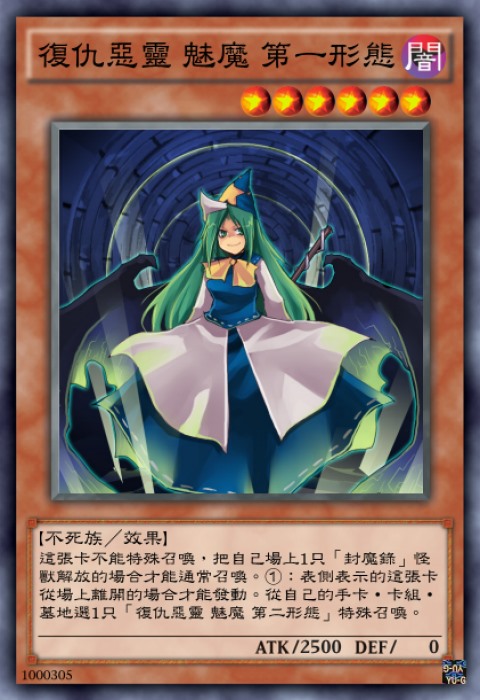 復仇惡靈 魅魔 第一形態
闇
[不死族／效果]
這張卡不能特殊召喚，把自己場上1只「封魔錄」怪
獸解放的場合才能通常召喚。①：表側表示的這張卡
從場上離開的場合才能發動。從自己的手卡・卡組・
墓地選1只「復仇惡靈 魅魔 第二形態」特殊召喚。
ATK/2500 DEF/ 0
1000305